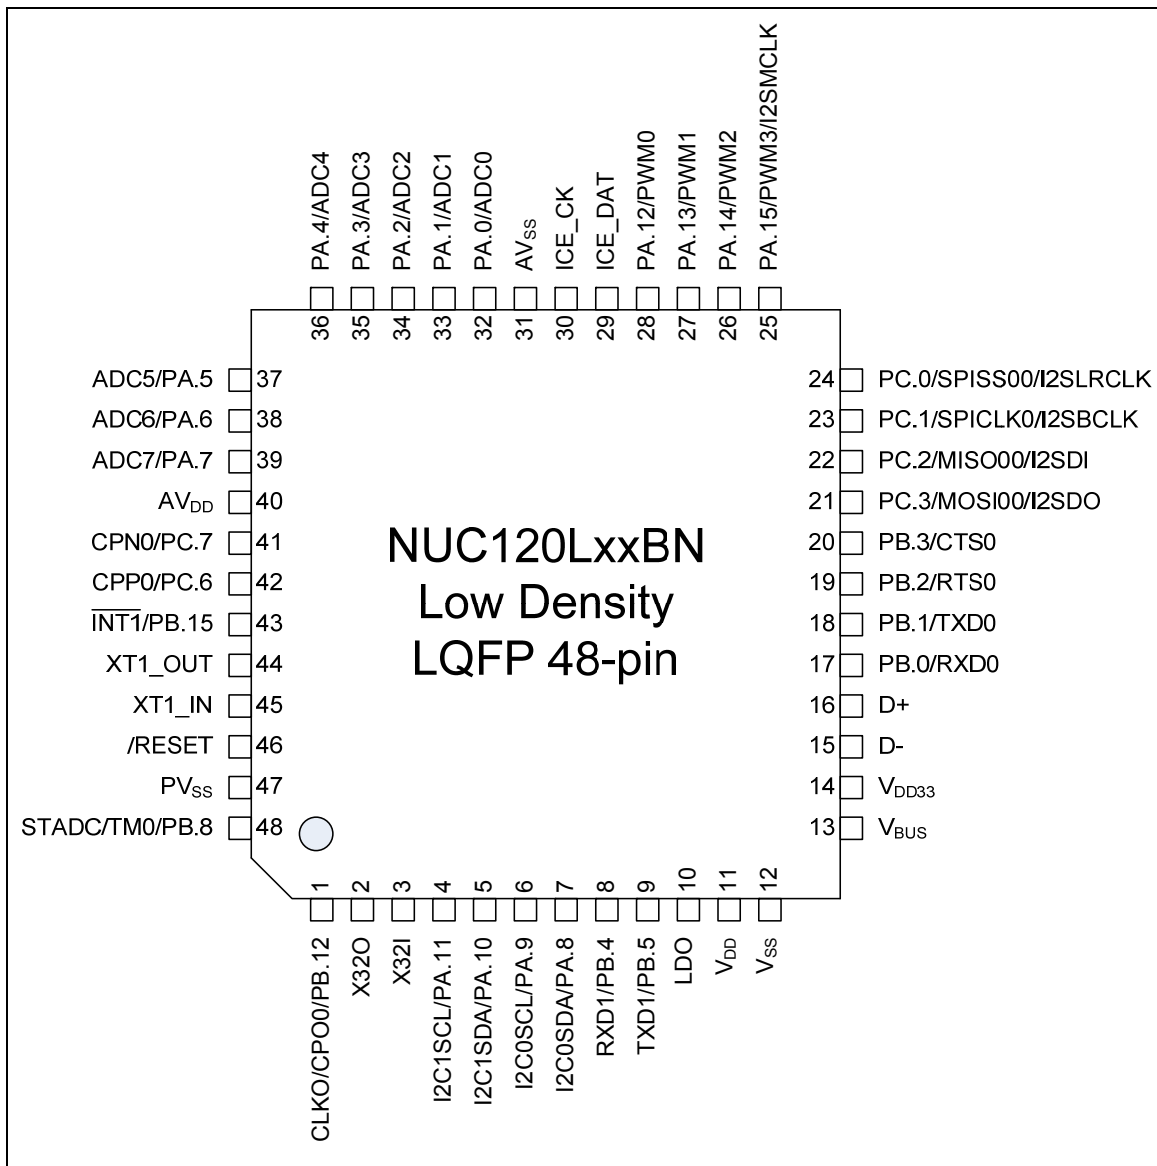 PA.4/ADC4
PA.3/ADC3
PA.2/ADC2
PA.1/ADC1
PA.0/ADC0
AVSS
ICE_CK
ICE_DAT
PA.12/PWM0
PA.13/PWM1
PA.14/PWM2
PA.15/PWM3/I2SMCLK
36 35 34 33 32 31 30 29 28 27 26 25
ADC5/PA.5 37
ADC6/PA.6 38
ADC7/PA.7 39
AVDD 40
CPN0/PC.7 41
CPP0/PC.6 42
INT1/PB.15 43
XT1_OUT 44
XT1_IN 45
/RESET 46
PVSS 47
STADC/TM0/PB.8 48
NUC120LxxBN
Low Density
LQFP 48-pin
24 PC.0/SPISS00/I2SLRCLK
23 PC.1/SPICLK0/I2SBCLK
22 PC.2/MISO00/I2SDI
21 PC.3/MOSI00/I2SDO
20 PB.3/CTS0
19 PB.2/RTS0
18 PB.1/TXD0
17 PB.0/RXD0
16 D+
15 D-
14 VDD33
13 VBUS
1 2 3 4 5 6 7 8 9 10 11 12
CLKO/CPO0/PB.12
X32O
X32I
I2C1SCL/PA.11
I2C1SDA/PA.10
I2C0SCL/PA.9
I2C0SDA/PA.8
RXD1/PB.4
TXD1/PB.5
LDO
VDD
VSS